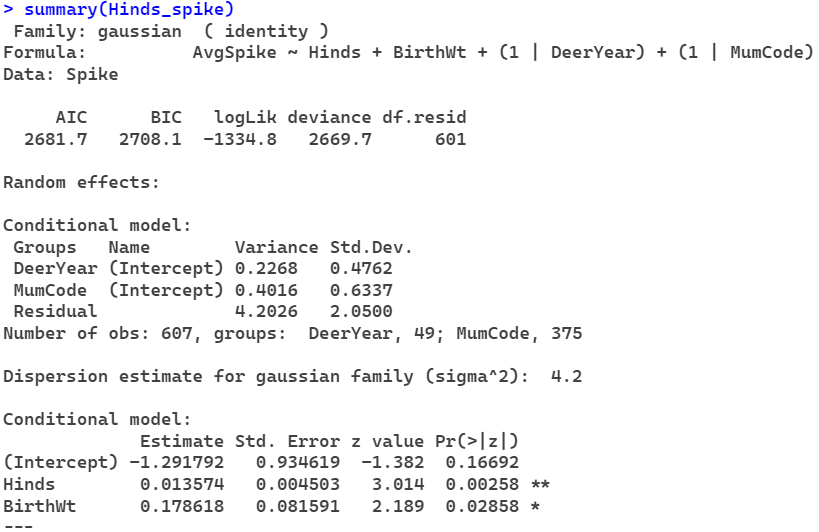 > summary(Hinds_spike)
 Family: gaussian  ( identity )
Formula:          AvgSpike ~ Hinds + BirthWt + (1 | DeerYear) + (1 | MumCode)
Data: Spike

     AIC      BIC   logLik deviance df.resid
  2681.7   2708.1  -1334.8   2669.7      601

Random effects:

Conditional model:
 Groups   Name        Variance Std.Dev.
 DeerYear (Intercept) 0.2268   0.4762
 MumCode  (Intercept) 0.4016   0.6337
 Residual             4.2026   2.0500
Number of obs: 607, groups:  DeerYear, 49; MumCode, 375

Dispersion estimate for gaussian family (sigma^2):  4.2

Conditional model:
             Estimate Std. Error z value Pr(>|z|)
(Intercept) -1.291792   0.934619  -1.382  0.16692
Hinds        0.013574   0.004503   3.014  0.00258 **
BirthWt      0.178618   0.081591   2.189  0.02858 *
---